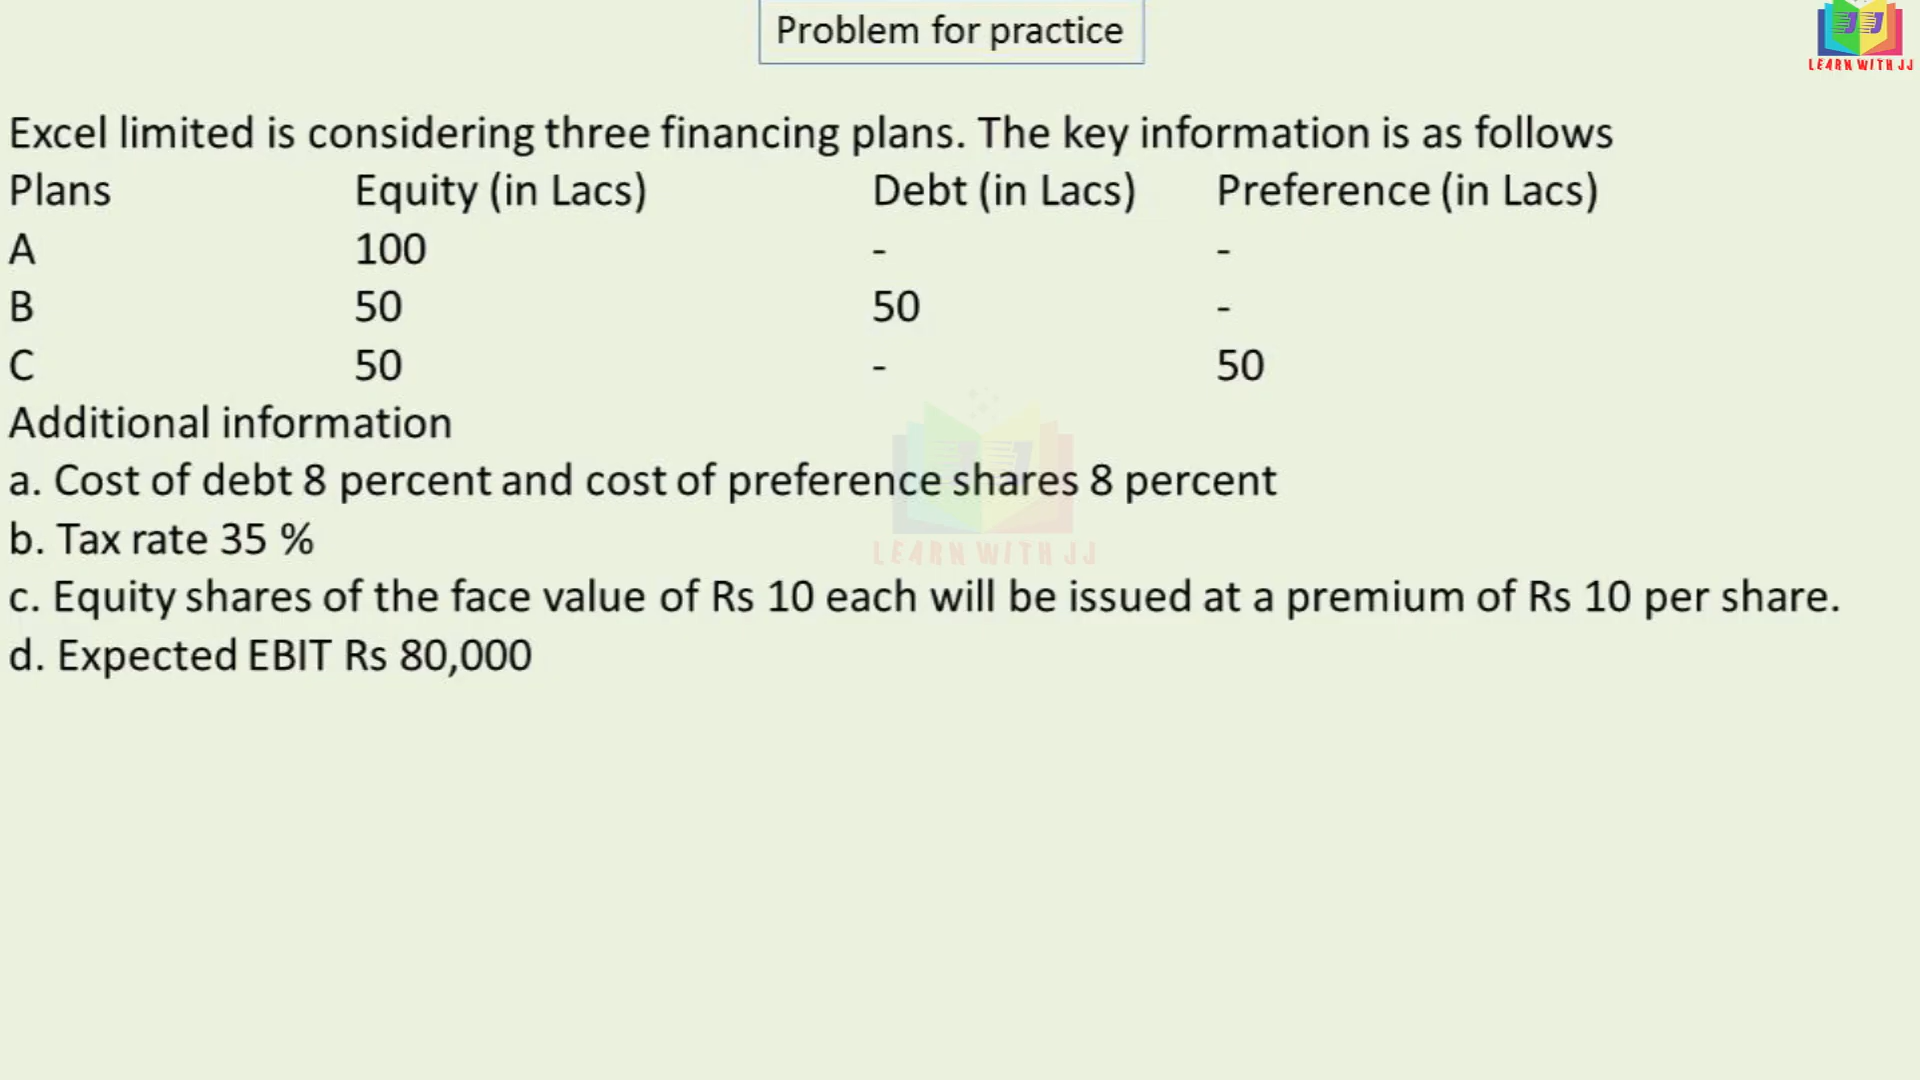 Problem for practice
LEARN WITH JJ
Excel limited is considering three financing plans. The key information is as follows
Plans Equity (in Lacs) Debt (in Lacs) Preference (in Lacs)
A 100 - -
B 50 50 -
C 50 - 50
Additional information
a. Cost of debt 8 percent and cost of preference shares 8 percent
b. Tax rate 35 %
LEARN WITH JJ
c. Equity shares of the face value of Rs 10 each will be issued at a premium of Rs 10 per share.
d. Expected EBIT Rs 80,000